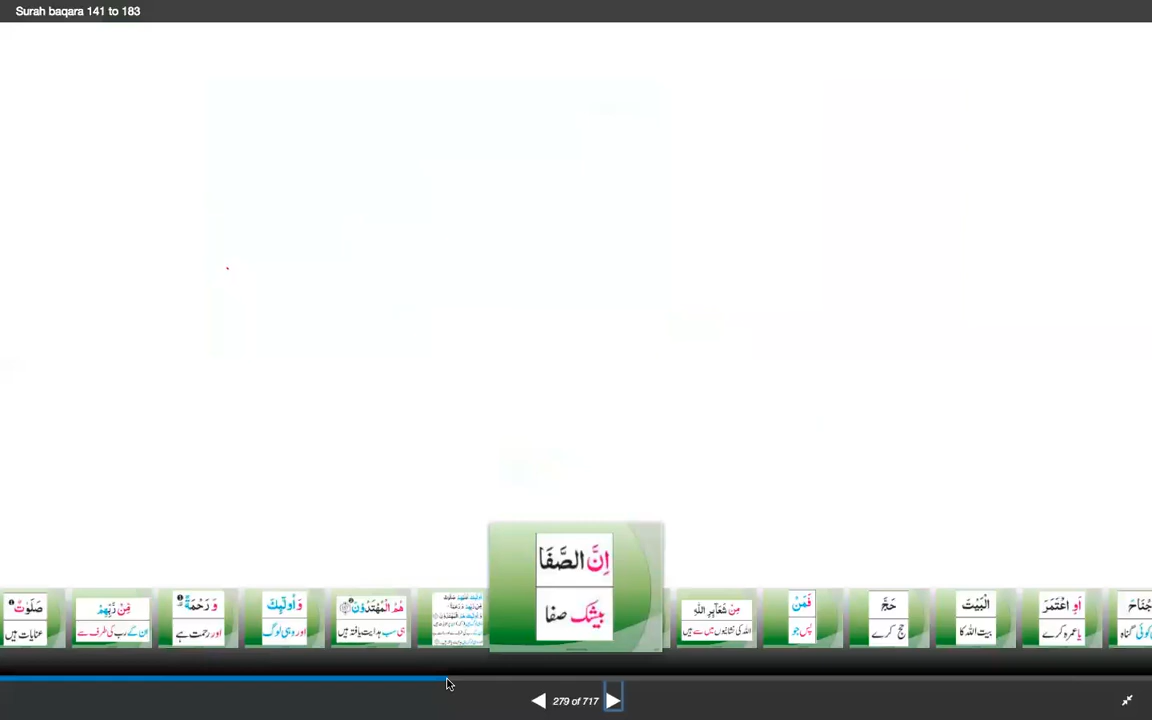 Surah baqara 141 to 183
صَلَوٰتٌ
عنایات ہیں
مِّنْ رَّبِّهِمْ
ان کے رب کی طرف سے
وَ رَحْمَةٌ
اور رحمت ہے
وَ اُولٰٓئِكَ
اور وہی لوگ
هُمُ الْمُهْتَدُوْنَ
ہی سب ہدایت یافتہ ہیں
اِنَّ الصَّفَا
بیشک صفا
مِنْ شَعَآئِرِ اللّٰهِ
اللہ کی نشانیوں میں سے ہیں
فَمَنْ
پس جو
حَجَّ
حج کرے
الْبَيْتَ
بیت اللہ کا
اَوِ اعْتَمَرَ
یا عمرہ کرے
جُنَاحَ
کوئی گناہ
279 of 717